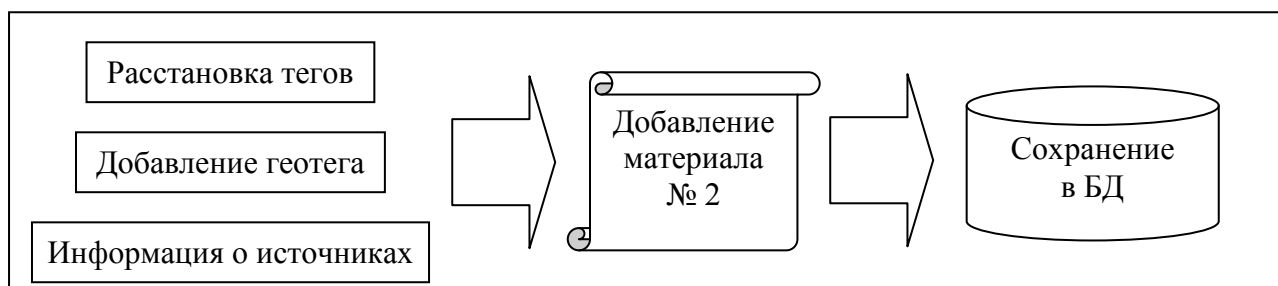 Расстановка тегов
Добавление геотега
Информация о источниках
Добавление
материала
№ 2
Сохранение
в БД